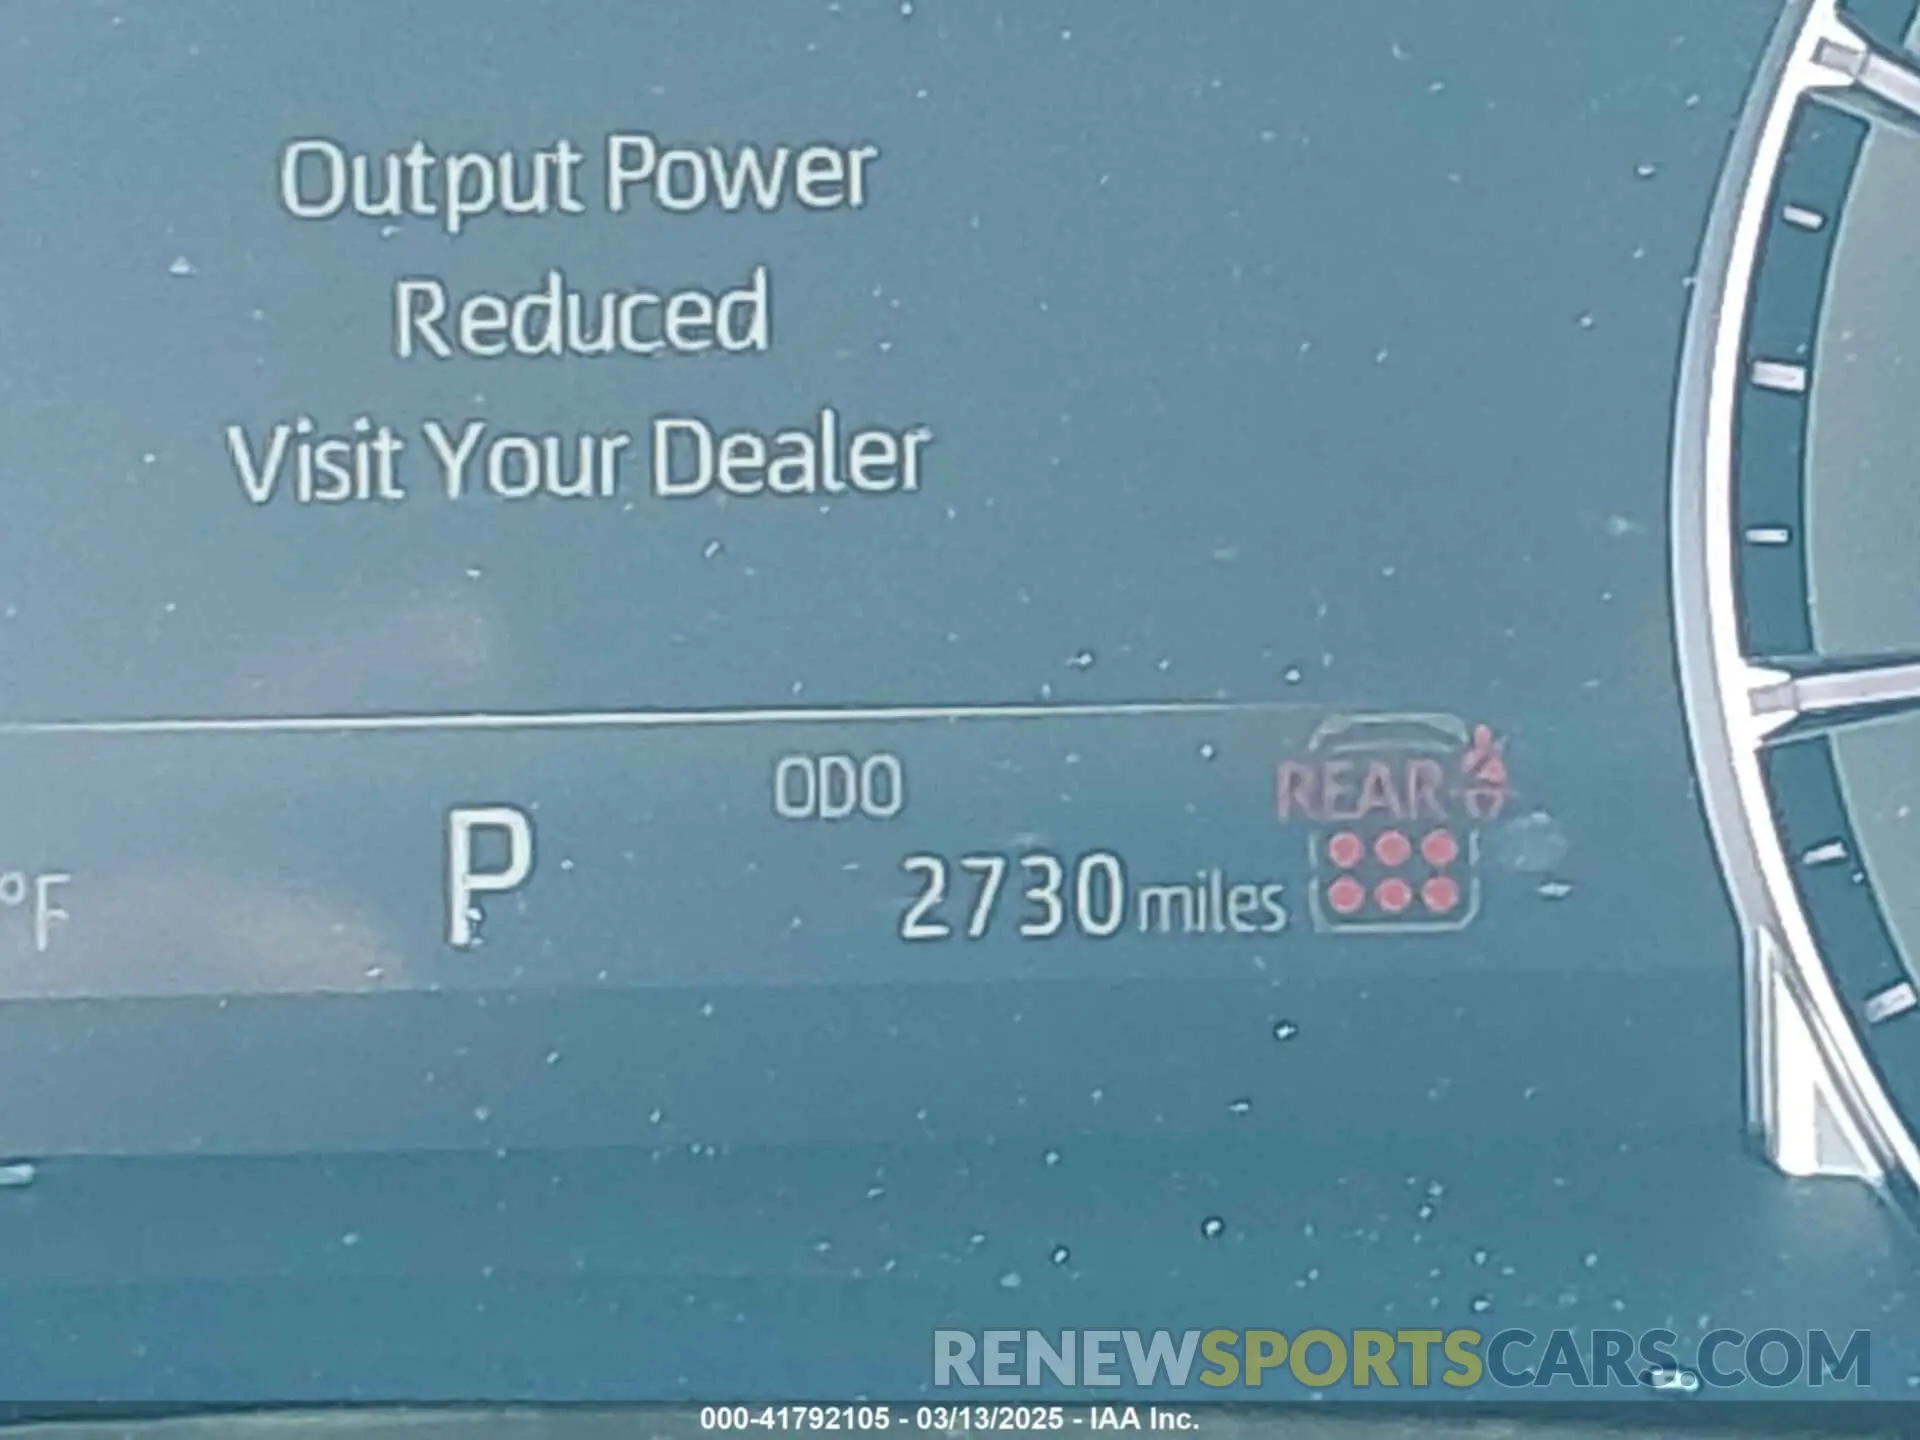 Output Power
Reduced
Visit Your Dealer
ODO
REAR
°F
P
2730 miles
RENEWSPORTSCARS.COM
000-41792105 - 03/13/2025 - IAA Inc.